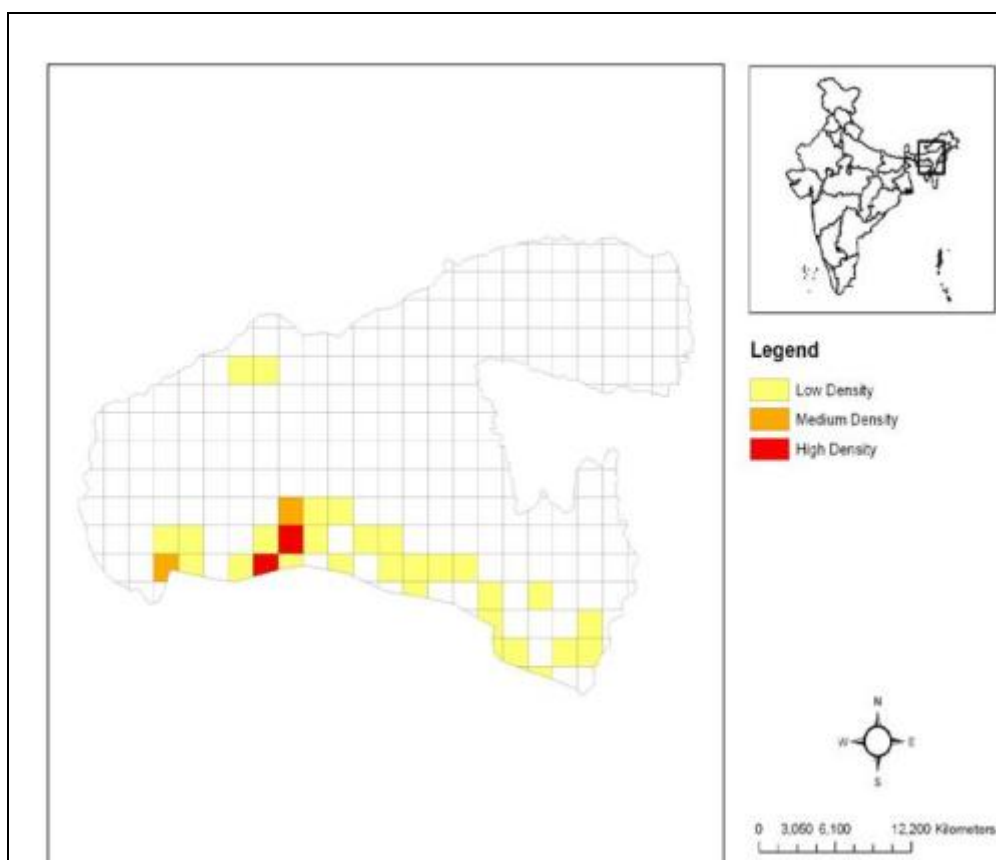 Legend
Low Density
Medium Density
High Density
N
W E
S
0 3,050 6,100 12,200 Kilometers